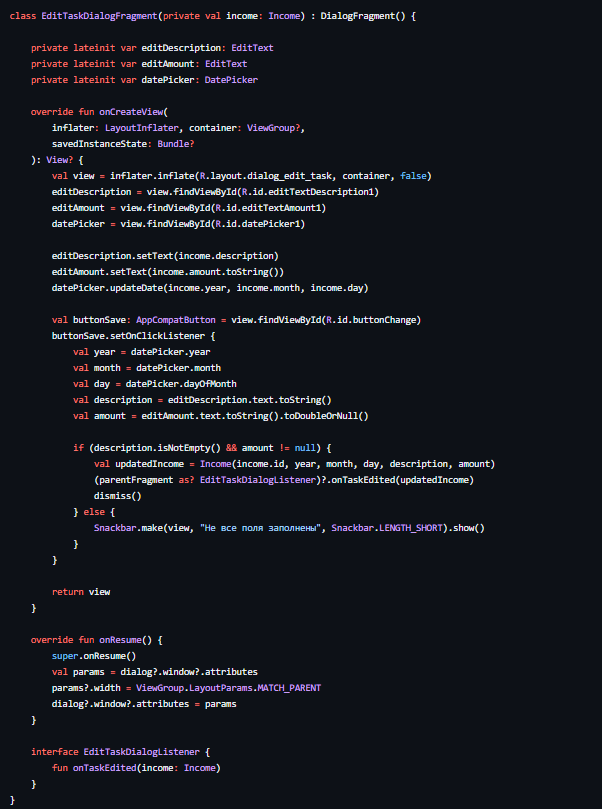 class EditTaskDialogFragment(private val income: Income) : DialogFragment() {
private lateinit var editDescription: EditText
private lateinit var editAmount: EditText
private lateinit var datePicker: DatePicker
override fun onCreateView(
inflater: LayoutInflater, container: ViewGroup?,
savedInstanceState: Bundle?
): View? {
val view = inflater.inflate(R.layout.dialog_edit_task, container, false)
editDescription = view.findViewById(R.id.editTextDescription1)
editAmount = view.findViewById(R.id.editTextAmount1)
datePicker = view.findViewById(R.id.datePicker1)
editDescription.setText(income.description)
editAmount.setText(income.amount.toString())
datePicker.updateDate(income.year, income.month, income.day)
val buttonSave: AppCompatButton = view.findViewById(R.id.buttonChange)
buttonSave.setOnClickListener {
val year = datePicker.year
val month = datePicker.month
val day = datePicker.dayOfMonth
val description = editDescription.text.toString()
val amount = editAmount.text.toString().toDoubleOrNull()
if (description.isNotEmpty() && amount != null) {
val updatedIncome = Income(income.id, year, month, day, description, amount)
(parentFragment as? EditTaskDialogListener)?.onTaskEdited(updatedIncome)
dismiss()
} else {
Snackbar.make(view, "Не все поля заполнены", Snackbar.LENGTH_SHORT).show()
}
}
return view
}
override fun onResume() {
super.onResume()
val params = dialog?.window?.attributes
params?.width = ViewGroup.LayoutParams.MATCH_PARENT
dialog?.window?.attributes = params
}
interface EditTaskDialogListener {
fun onTaskEdited(income: Income)
}
}